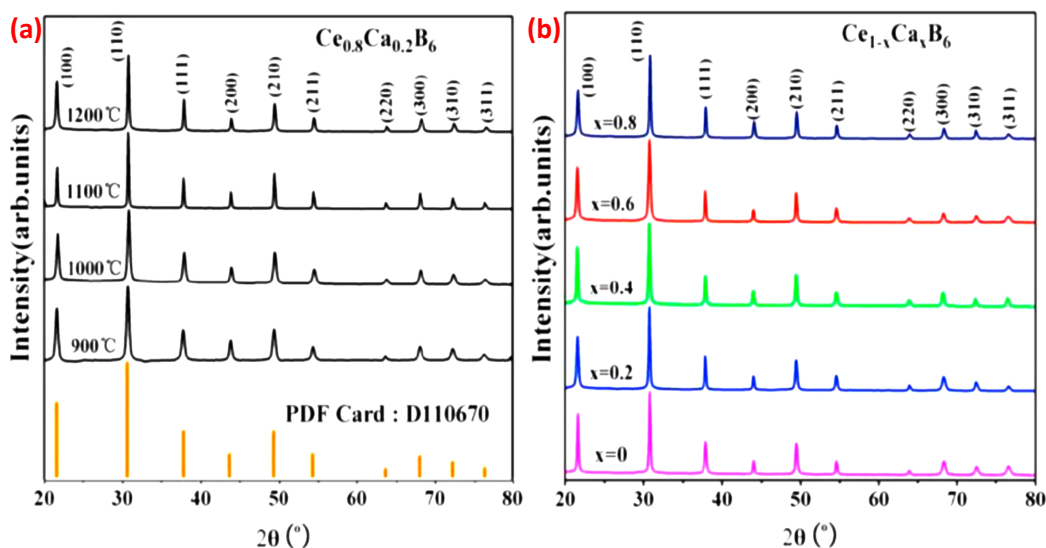 (a)
Ce0.8Ca0.2B6
(100)
(110)
(111)
(200)
(210)
(211)
(220)
(300)
(310)
(311)
1200℃
1100℃
1000℃
900℃
PDF Card : D110670
Intensity(arb.units)
20 30 40 50 60 70 80
2θ (°)
(b)
Ce1-xCaxB6
(100)
(110)
(111)
(200)
(210)
(211)
(220)
(300)
(310)
(311)
x=0.8
x=0.6
x=0.4
x=0.2
x=0
Intensity(arb.units)
20 30 40 50 60 70 80
2θ (°)